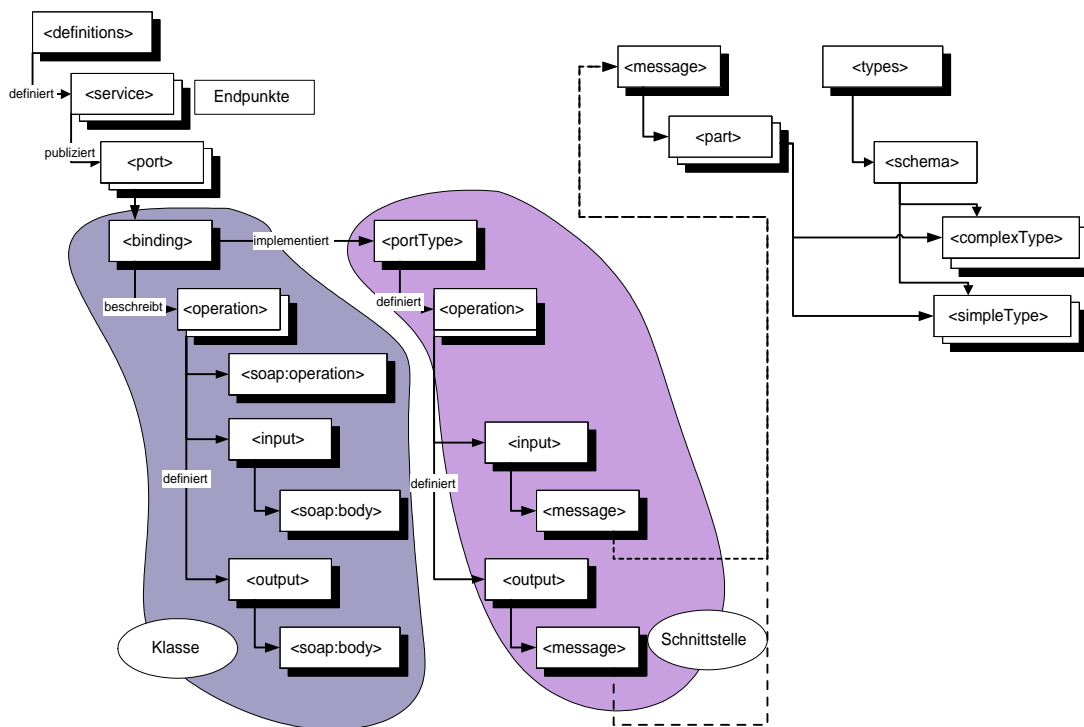 <definitions>
definiert
<service>
Endpunkte
publiziert
<port>
<binding>
implementiert
<portType>
beschreibt
<operation>
definiert
<operation>
<soap:operation>
<input>
<input>
definiert
definiert
<soap:body>
<message>
<output>
<output>
Klasse
<soap:body>
<message>
Schnittstelle
<message>
<part>
<types>
<schema>
<complexType>
<simpleType>